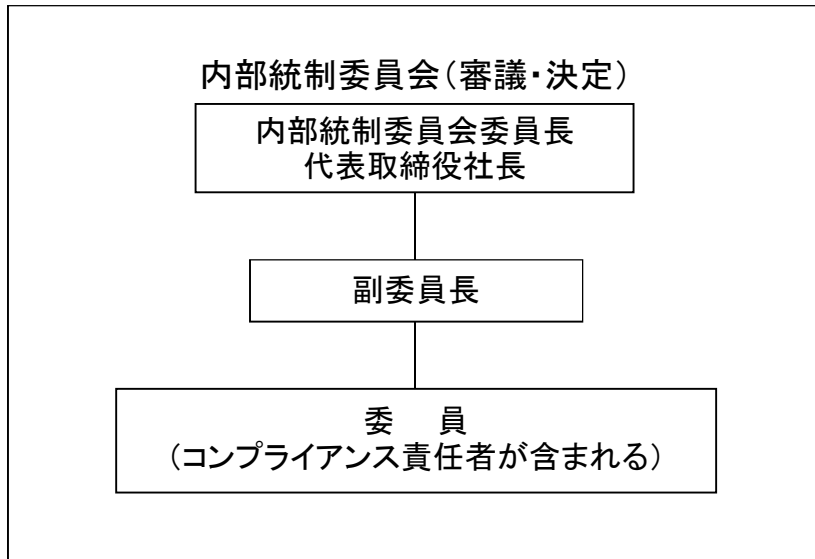 内部統制委員会（審議・決定）
内部統制委員会委員長
代表取締役社長
副委員長
委　員
（コンプライアンス責任者が含まれる）